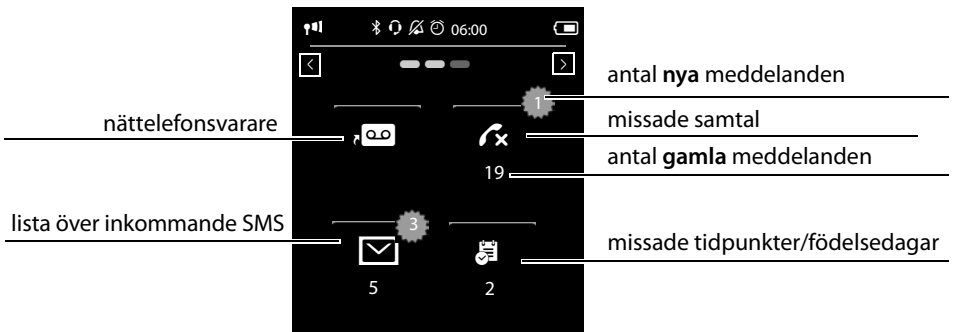 06:00
antal nya meddelanden
1
nättelefonsvarare
missade samtal
antal gamla meddelanden
19
lista över inkommande SMS
3
missade tidpunkter/födelsedagar
5
2